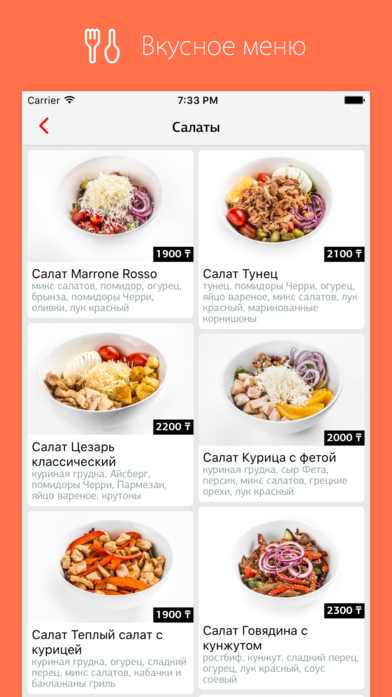 Вкусное меню
Carrier 7:33 PM
Салаты
1900 ₸
Салат Marrone Rosso
микс салатов, помидор, огурец,
брынза, помидоры Черри,
оливки, лук красный
2100 ₸
Салат Тунец
тунец, помидоры Черри, огурец,
яйцо вареное, микс салатов, лук
красный, маринованные
корнишоны
2200 ₸
Салат Цезарь
классический
куриная грудка, Айсберг,
помидоры Черри, Пармезан,
яйцо вареное, крутоны
2000 ₸
Салат Курица с фетой
куриная грудка, сыр Фета,
персик, микс салатов, грецкие
орехи, лук красный
1900 ₸
Салат Теплый салат с
курицей
куриная грудка, огурец, сладкий
перец, микс салатов, кабачки и
баклажаны гриль
2300 ₸
Салат Говядина с
кунжутом
ростбиф, кунжут, сладкий перец,
огурец, лук красный, соус
соевый